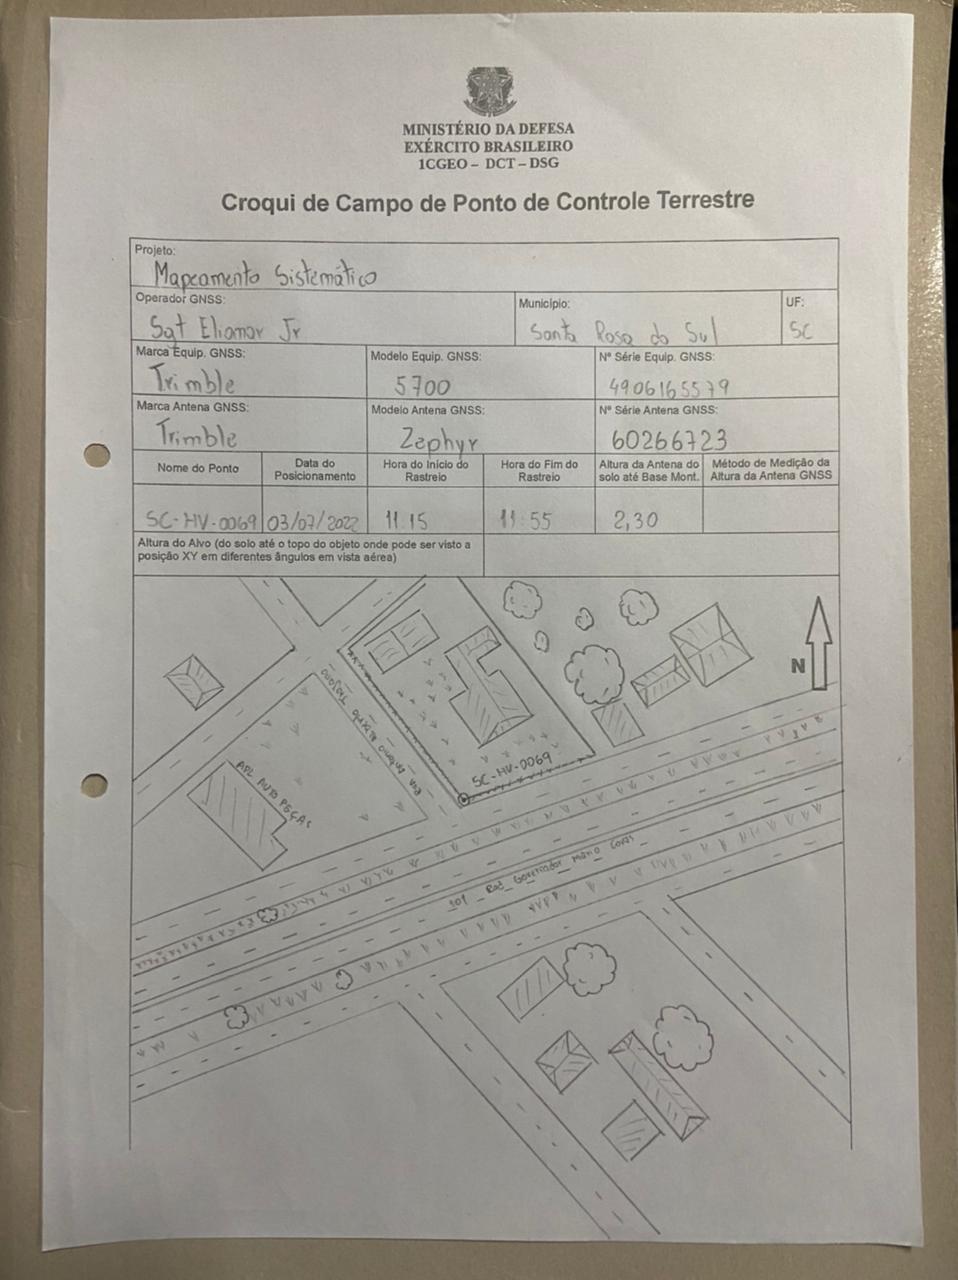 MINISTÉRIO DA DEFESA
EXÉRCITO BRASILEIRO
1CGEO – DCT – DSG
Croqui de Campo de Ponto de Controle Terrestre
Projeto:
Mapeamento Sistemático
Operador GNSS: Município: UF:
Sgt Eliomar Jr Santa Rosa do Sul SC
Marca Equip. GNSS: Modelo Equip. GNSS: Nº Série Equip. GNSS:
Trimble 5700 4906165579
Marca Antena GNSS: Modelo Antena GNSS: Nº Série Antena GNSS:
Trimble Zephyr 60266723
Nome do Ponto Data do Posicionamento Hora do Início do Rastreio Hora do Fim do Rastreio Altura da Antena do solo até Base Mont. Método de Medição da Altura da Antena GNSS
SC-HV-0069 03/07/2022 11:15 11:55 2,30
Altura do Alvo (do solo até o topo do objeto onde pode ser visto a
posição XY em diferentes ângulos em vista aérea)
N
Rua Antonio Trajano
APL AUTO PEÇAS
SC-HV-0069
101 Rod. Governador Mario Covas